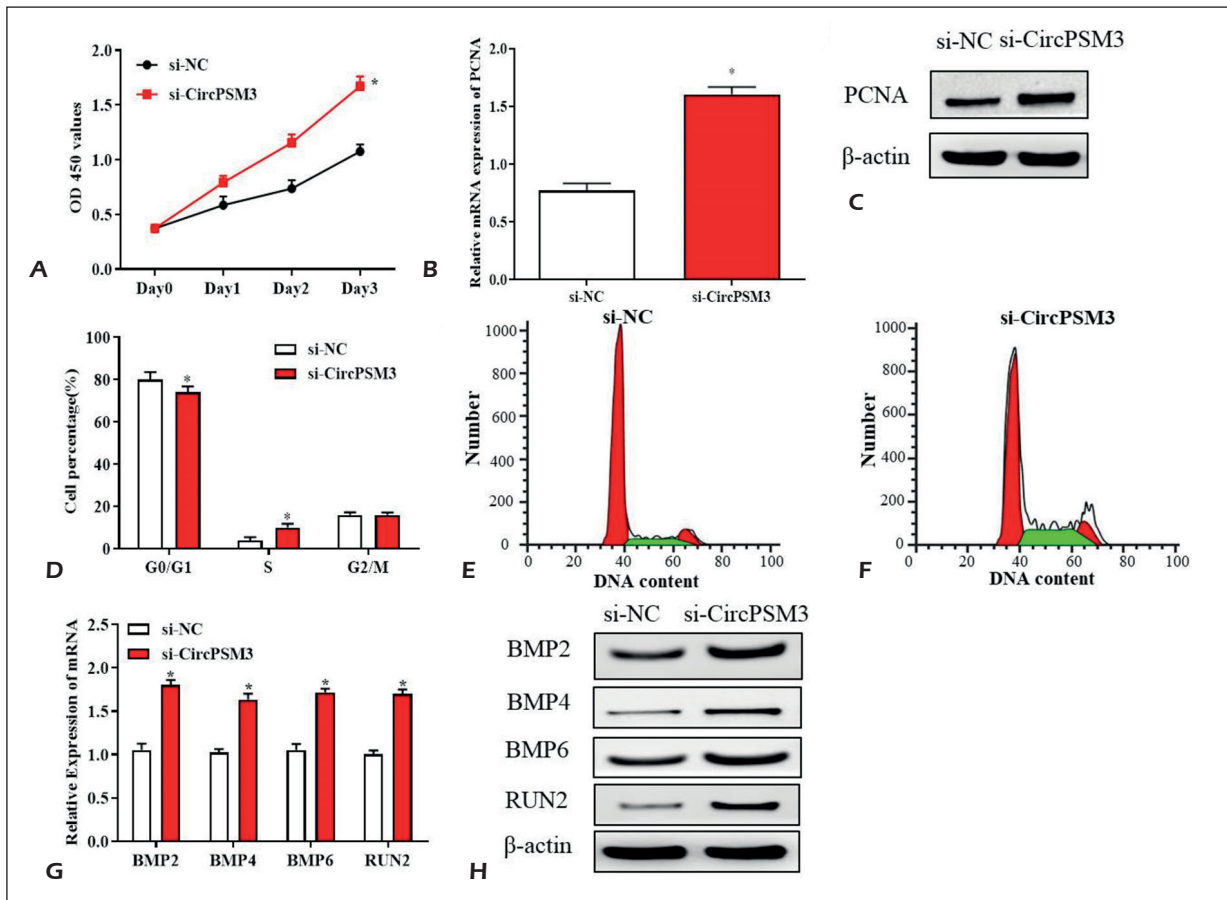 si-NC
si-CircPSM3
OD 450 values
2.0
1.5
1.0
0.5
0.0
*
Day0 Day1 Day2 Day3
A
Relative mRNA expression of PCNA
2.0
1.5
1.0
0.5
0.0
*
si-NC si-CircPSM3
B
si-NC si-CircPSM3
PCNA
β-actin
C
si-NC
si-CircPSM3
Cell percentage(%)
100
80
60
40
20
0
* *
G0/G1 S G2/M
D
si-NC
Number
1000
800
600
400
200
0
0 20 40 60 80 100
DNA content
E
si-CircPSM3
Number
1000
800
600
400
200
0
0 20 40 60 80 100
DNA content
F
si-NC
si-CircPSM3
Relative Expression of mRNA
2.5
2.0
1.5
1.0
0.5
0.0
* * * *
BMP2 BMP4 BMP6 RUN2
G
si-NC si-CircPSM3
BMP2
BMP4
BMP6
RUN2
β-actin
H